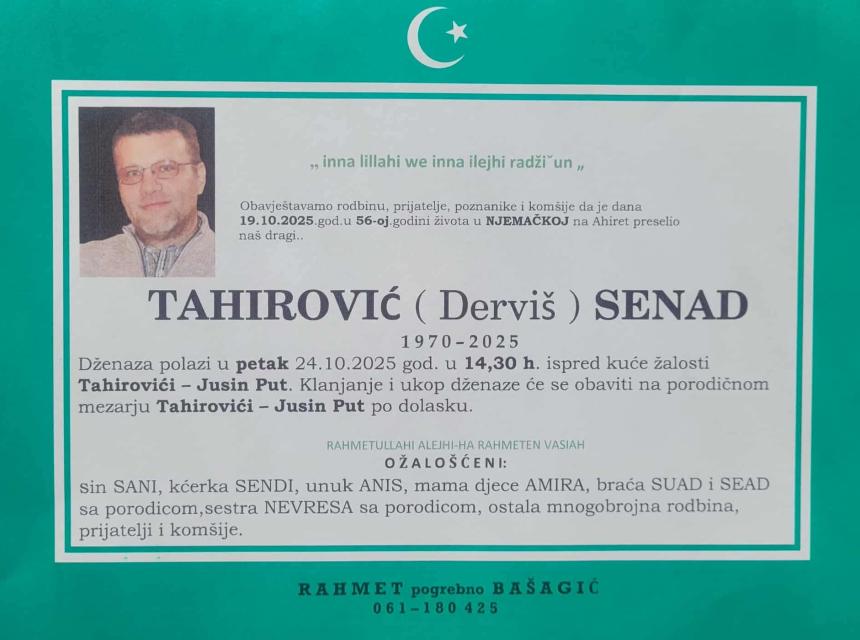 „ inna lillahi we inna ilejhi radži˘un „
Obavještavamo rodbinu, prijatelje, poznanike i komšije da je dana
19.10.2025.god.u 56-oj.godini života u NJEMAČKOJ na Ahiret preselio
naš dragi..
TAHIROVIĆ ( Derviš ) SENAD
1970–2025
Dženaza polazi u petak 24.10.2025 god. u 14,30 h. ispred kuće žalosti
Tahirovići – Jusin Put. Klanjanje i ukop dženaze će se obaviti na porodičnom
mezarju Tahirovići – Jusin Put po dolasku.
RAHMETULLAHI ALEJHI-HA RAHMETEN VASIAH
OŽALOŠĆENI:
sin SANI, kćerka SENDI, unuk ANIS, mama djece AMIRA, braća SUAD i SEAD
sa porodicom,sestra NEVRESA sa porodicom, ostala mnogobrojna rodbina,
prijatelji i komšije.
RAHMET pogrebno BAŠAGIĆ
061–180 425